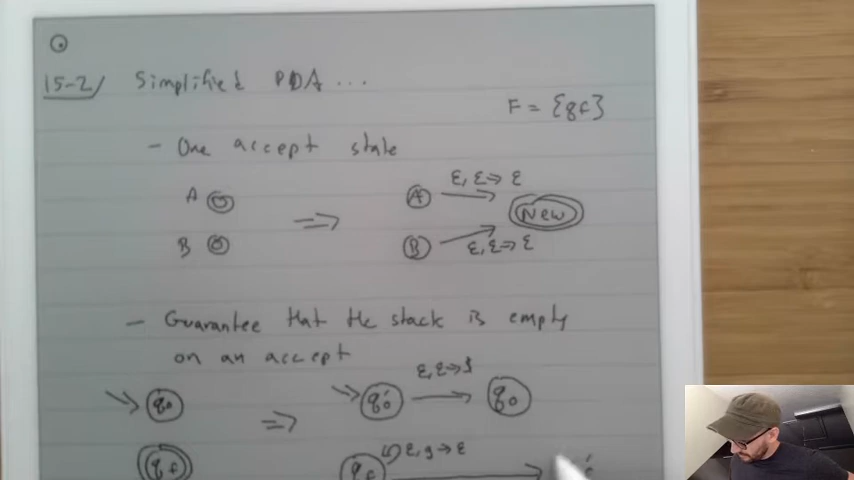 15-2/ Simplified PDA ...
F = {qf}
- One accept state
A ⇒ A ε, ε → ε New
B B ε, ε → ε
- Guarantee that the stack is empty
on an accept
q0 ⇒ q0' ε, ε → $ q0
qf qf